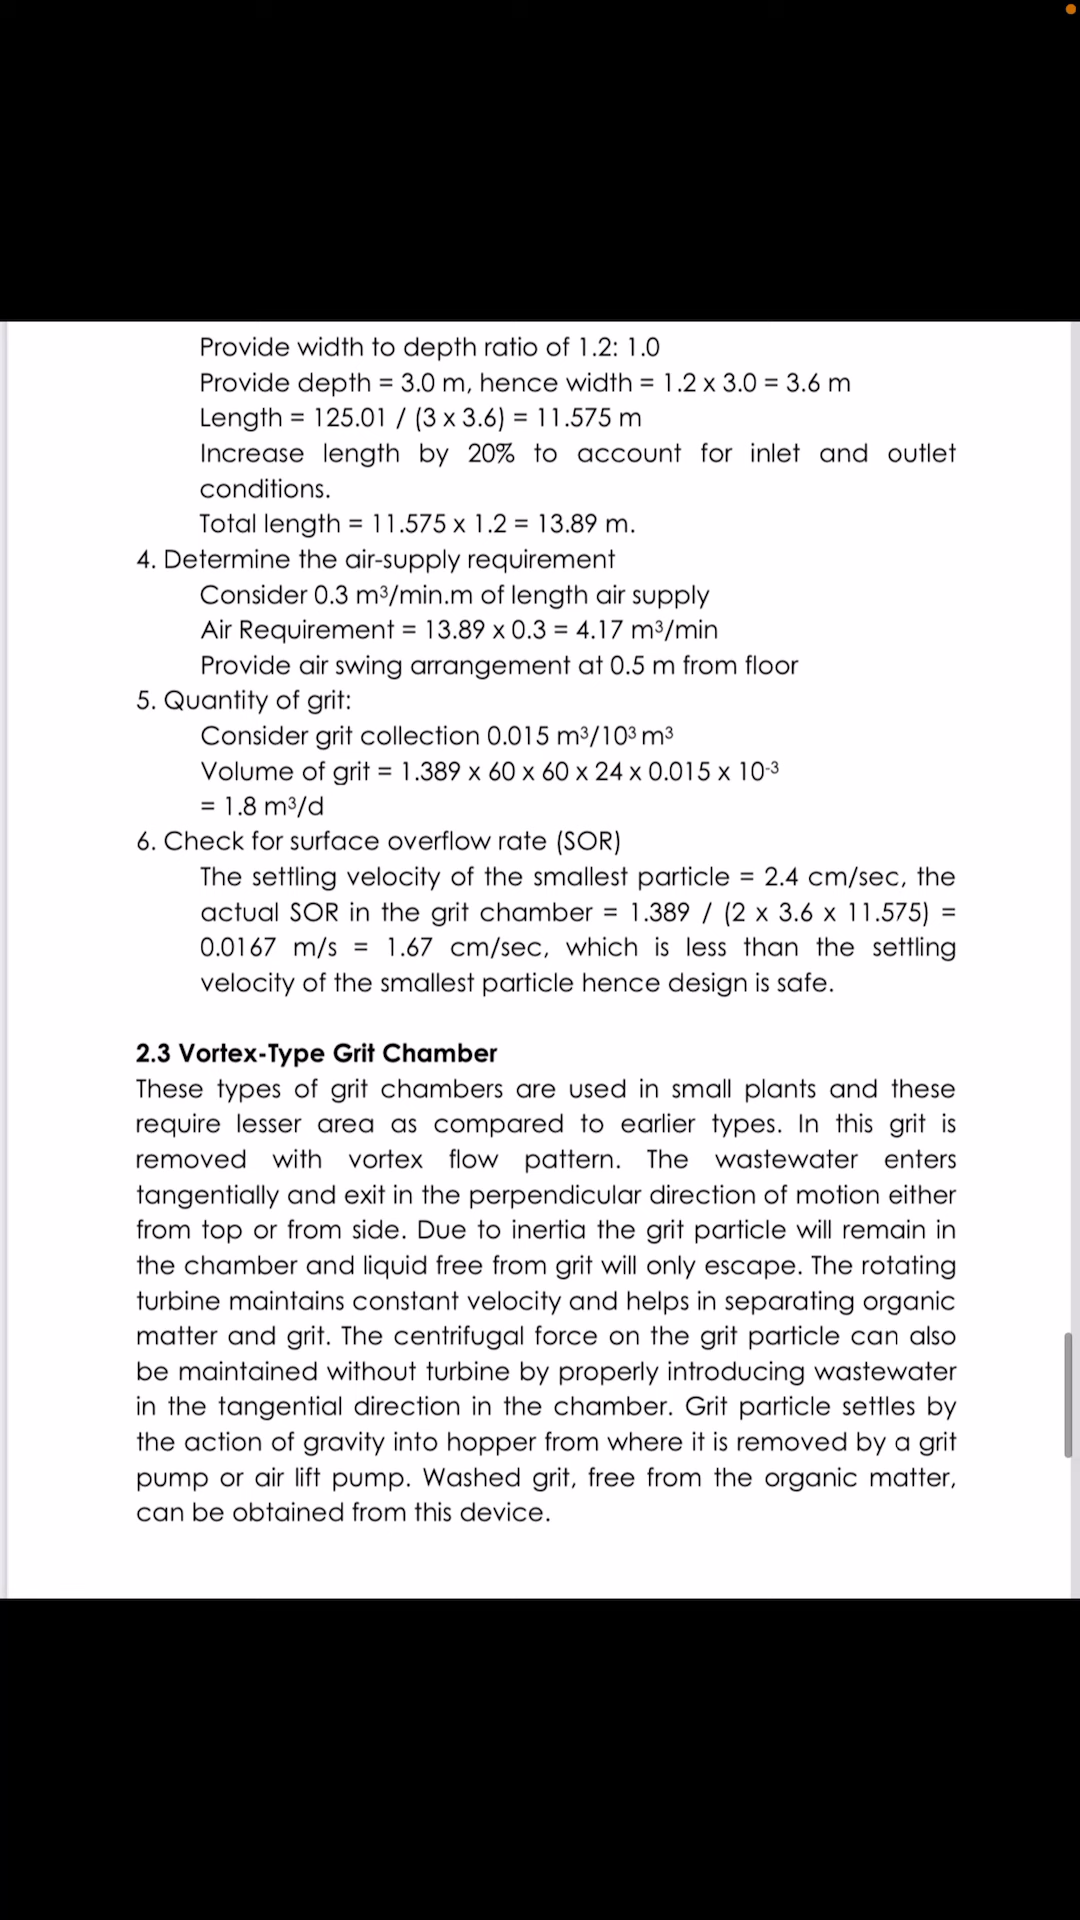 Provide width to depth ratio of 1.2: 1.0
Provide depth = 3.0 m, hence width = 1.2 x 3.0 = 3.6 m
Length = 125.01 / (3 x 3.6) = 11.575 m
Increase length by 20% to account for inlet and outlet
conditions.
Total length = 11.575 x 1.2 = 13.89 m.
4. Determine the air-supply requirement
Consider 0.3 m³/min.m of length air supply
Air Requirement = 13.89 x 0.3 = 4.17 m³/min
Provide air swing arrangement at 0.5 m from floor
5. Quantity of grit:
Consider grit collection 0.015 m³/10³ m³
Volume of grit = 1.389 x 60 x 60 x 24 x 0.015 x 10⁻³
= 1.8 m³/d
6. Check for surface overflow rate (SOR)
The settling velocity of the smallest particle = 2.4 cm/sec, the
actual SOR in the grit chamber = 1.389 / (2 x 3.6 x 11.575) =
0.0167 m/s = 1.67 cm/sec, which is less than the settling
velocity of the smallest particle hence design is safe.
2.3 Vortex-Type Grit Chamber
These types of grit chambers are used in small plants and these
require lesser area as compared to earlier types. In this grit is
removed with vortex flow pattern. The wastewater enters
tangentially and exit in the perpendicular direction of motion either
from top or from side. Due to inertia the grit particle will remain in
the chamber and liquid free from grit will only escape. The rotating
turbine maintains constant velocity and helps in separating organic
matter and grit. The centrifugal force on the grit particle can also
be maintained without turbine by properly introducing wastewater
in the tangential direction in the chamber. Grit particle settles by
the action of gravity into hopper from where it is removed by a grit
pump or air lift pump. Washed grit, free from the organic matter,
can be obtained from this device.